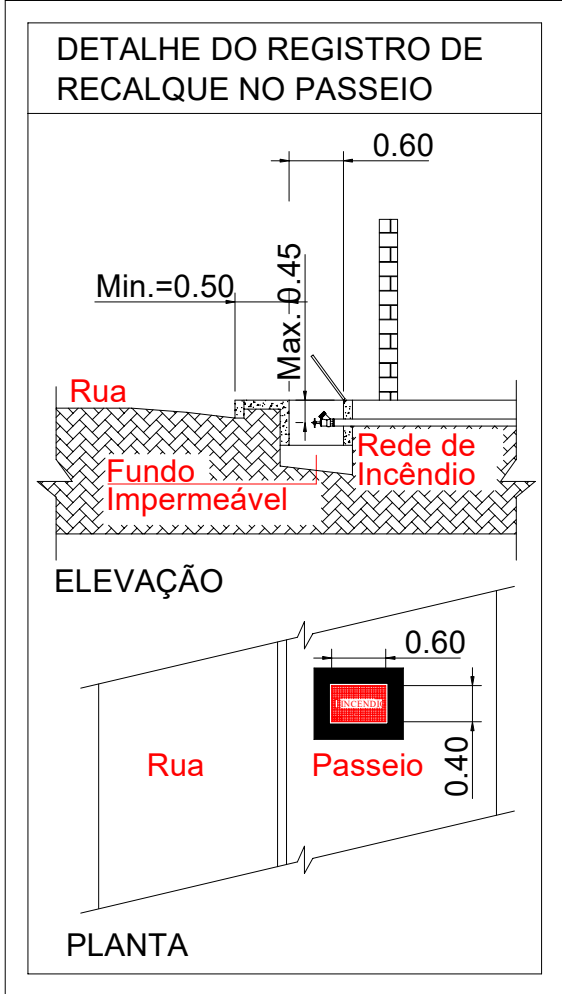 DETALHE DO REGISTRO DE
RECALQUE NO PASSEIO
0.60
Min.=0.50
Max. 0.45
Rua
Rede de
Incêndio
Fundo
Impermeável
ELEVAÇÃO
0.60
INCÊNDIO
Rua
Passeio
0.40
PLANTA